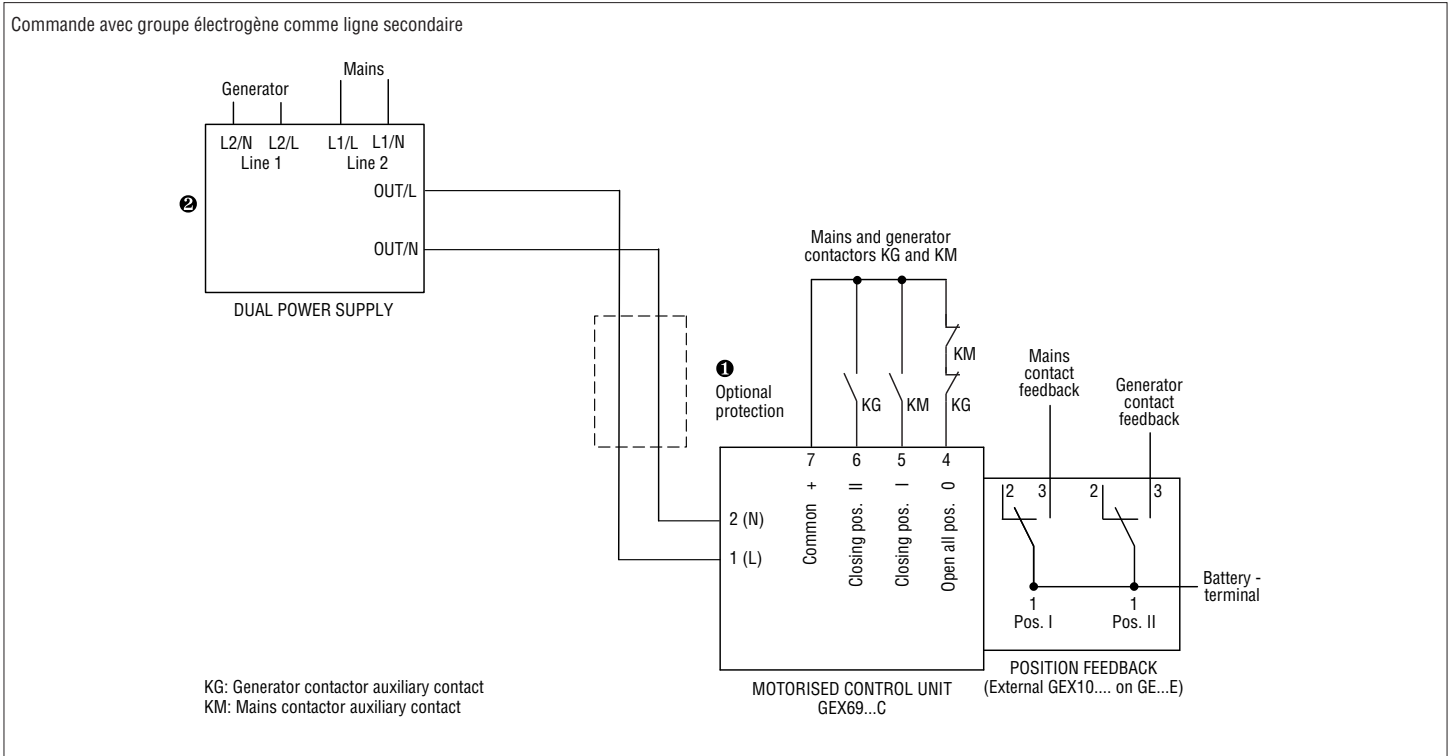 Commande avec groupe électrogène comme ligne secondaire
Generator
Mains
L2/N L2/L L1/L L1/N
Line 1 Line 2
OUT/L
❷
OUT/N
DUAL POWER SUPPLY
Mains and generator
contactors KG and KM
❶
Optional
protection
KM
KG KM KG
Mains
contact
feedback
Generator
contact
feedback
7 6 5 4
Common +
Closing pos. II
Closing pos. I
Open all pos. 0
2 (N)
1 (L)
2 3 2 3
1 1
Pos. I Pos. II
Battery -
terminal
POSITION FEEDBACK
(External GEX10.... on GE...E)
MOTORISED CONTROL UNIT
GEX69...C
KG: Generator contactor auxiliary contact
KM: Mains contactor auxiliary contact